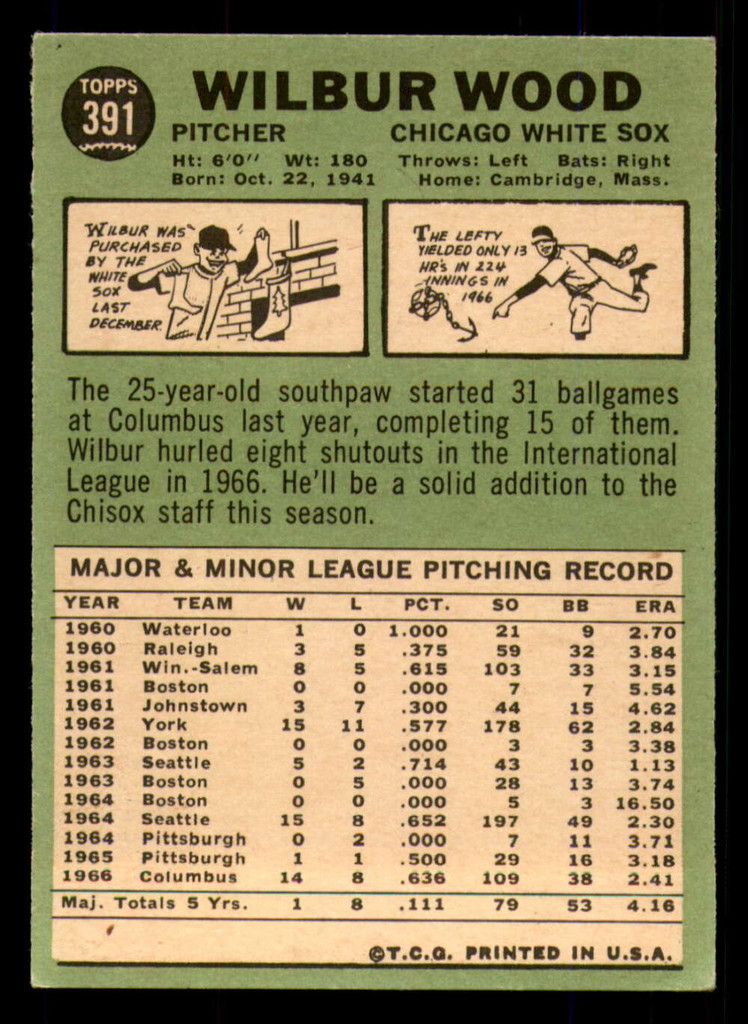 TOPPS
391
WILBUR WOOD
PITCHER CHICAGO WHITE SOX
Ht: 6'0" Wt: 180 Throws: Left Bats: Right
Born: Oct. 22, 1941 Home: Cambridge, Mass.
WILBUR WAS
PURCHASED
BY THE
WHITE
SOX
LAST
DECEMBER.
THE LEFTY
YIELDED ONLY 13
HR'S IN 224
INNINGS IN
1966
The 25-year-old southpaw started 31 ballgames
at Columbus last year, completing 15 of them.
Wilbur hurled eight shutouts in the International
League in 1966. He'll be a solid addition to the
Chisox staff this season.
MAJOR & MINOR LEAGUE PITCHING RECORD
YEAR TEAM W L PCT. SO BB ERA
1960 Waterloo 1 0 1.000 21 9 2.70
1960 Raleigh 3 5 .375 59 32 3.84
1961 Win.-Salem 8 5 .615 103 33 3.15
1961 Boston 0 0 .000 7 7 5.54
1961 Johnstown 3 7 .300 44 15 4.62
1962 York 15 11 .577 178 62 2.84
1962 Boston 0 0 .000 3 3 3.38
1963 Seattle 5 2 .714 43 10 1.13
1963 Boston 0 5 .000 28 13 3.74
1964 Boston 0 0 .000 5 3 16.50
1964 Seattle 15 8 .652 197 49 2.30
1964 Pittsburgh 0 2 .000 7 11 3.71
1965 Pittsburgh 1 1 .500 29 16 3.18
1966 Columbus 14 8 .636 109 38 2.41
Maj. Totals 5 Yrs. 1 8 .111 79 53 4.16
©T.C.G. PRINTED IN U.S.A.